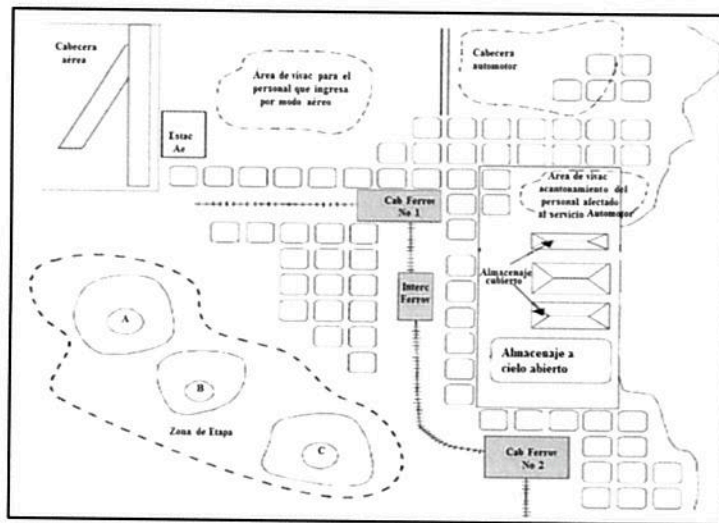 Cabecera
aérea
Área de vivac para el
personal que ingresa
por modo aéreo
Cabecera
automotor
Estac
Ae
Área de vivac
acantonamiento del
personal afectado
al servicio Automotor
Cab Ferros
No 1
Interc
Ferros
Almacenaje
cubierto
A
B
C
Zona de Etapa
Almacenaje a
cielo abierto
Cab Ferros
No 2